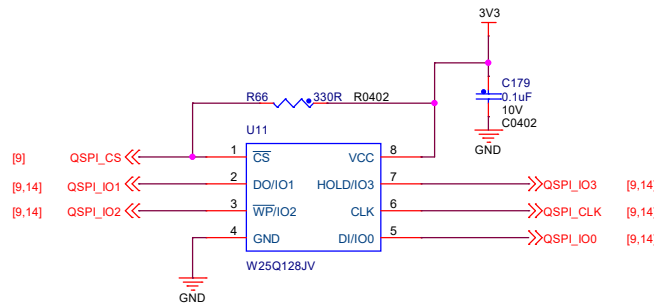 3V3
R66 330R R0402
C179
0.1uF
10V
C0402
GND
U11
[9] QSPI_CS 1 CS VCC 8
[9,14] QSPI_IO1 2 DO/IO1 HOLD/IO3 7 QSPI_IO3 [9,14]
[9,14] QSPI_IO2 3 WP/IO2 CLK 6 QSPI_CLK [9,14]
4 GND DI/IO0 5 QSPI_IO0 [9,14]
W25Q128JV
GND